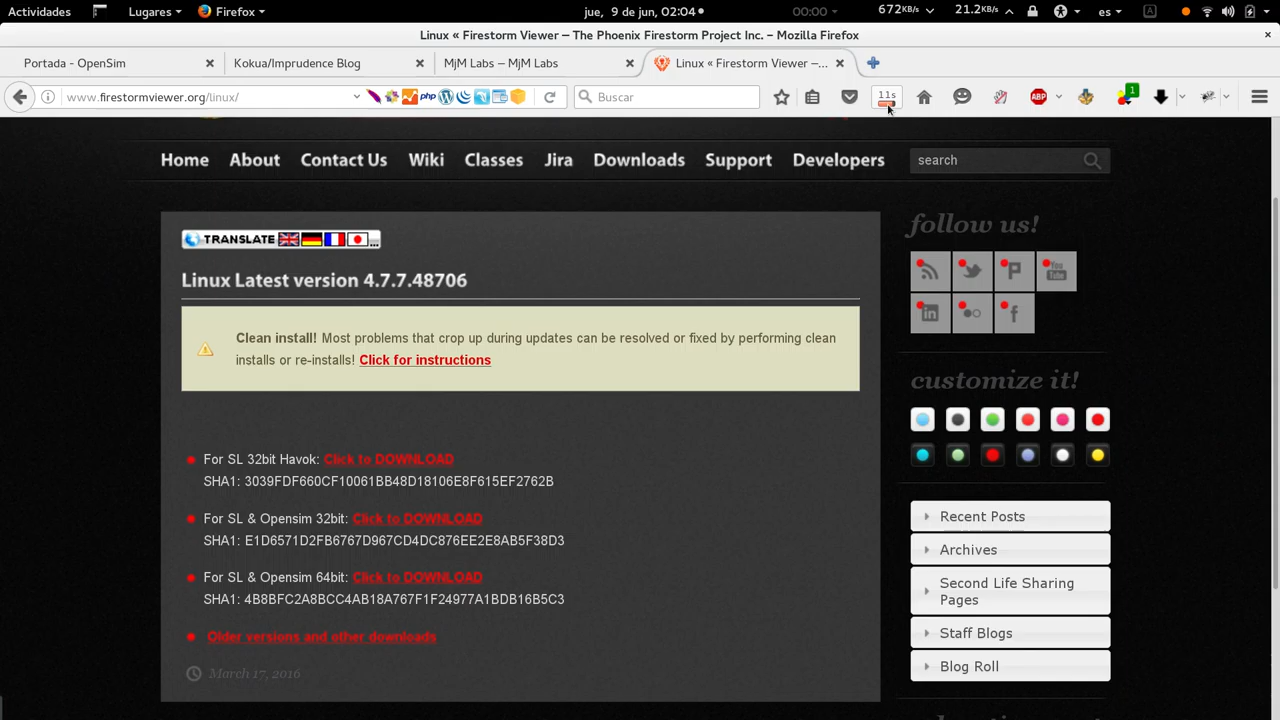 Actividades Lugares Firefox jue, 9 de jun, 02:04 00:00 672KB/s 21.2KB/s es A
Linux « Firestorm Viewer – The Phoenix Firestorm Project Inc. – Mozilla Firefox
Portada - OpenSim Kokua/Imprudence Blog MjM Labs – MjM Labs Linux « Firestorm Viewer –...
www.firestormviewer.org/linux/ php Buscar 11s ABP 1
Home About Contact Us Wiki Classes Jira Downloads Support Developers search
TRANSLATE ...
follow us!
You Tube
Linux Latest version 4.7.7.48706
Clean install! Most problems that crop up during updates can be resolved or fixed by performing clean
installs or re-installs! Click for instructions
customize it!
For SL 32bit Havok: Click to DOWNLOAD
SHA1: 3039FDF660CF10061BB48D18106E8F615EF2762B
For SL & Opensim 32bit: Click to DOWNLOAD
SHA1: E1D6571D2FB6767D967CD4DC876EE2E8AB5F38D3
For SL & Opensim 64bit: Click to DOWNLOAD
SHA1: 4B8BFC2A8BCC4AB18A767F1F24977A1BDB16B5C3
Older versions and other downloads
March 17, 2016
Recent Posts
Archives
Second Life Sharing
Pages
Staff Blogs
Blog Roll